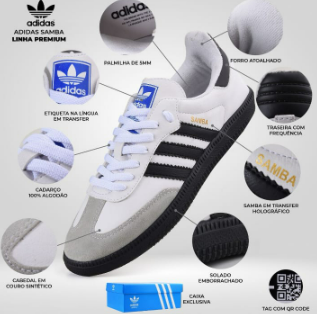 adidas
ADIDAS SAMBA
LINHA PREMIUM
adidas
PALMILHA DE 5MM
FORRO ATOALHADO
adidas
ETIQUETA NA LÍNGUA
EM TRANSFER
TRASEIRA COM
FREQUÊNCIA
SAMBA
CADARÇO
100% ALGODÃO
SAMBA
SAMBA EM TRANSFER
HOLOGRÁFICO
CABEDAL EM
COURO SINTÉTICO
SOLADO
EMBORRACHADO
CAIXA
EXCLUSIVA
TAG COM QR CODE